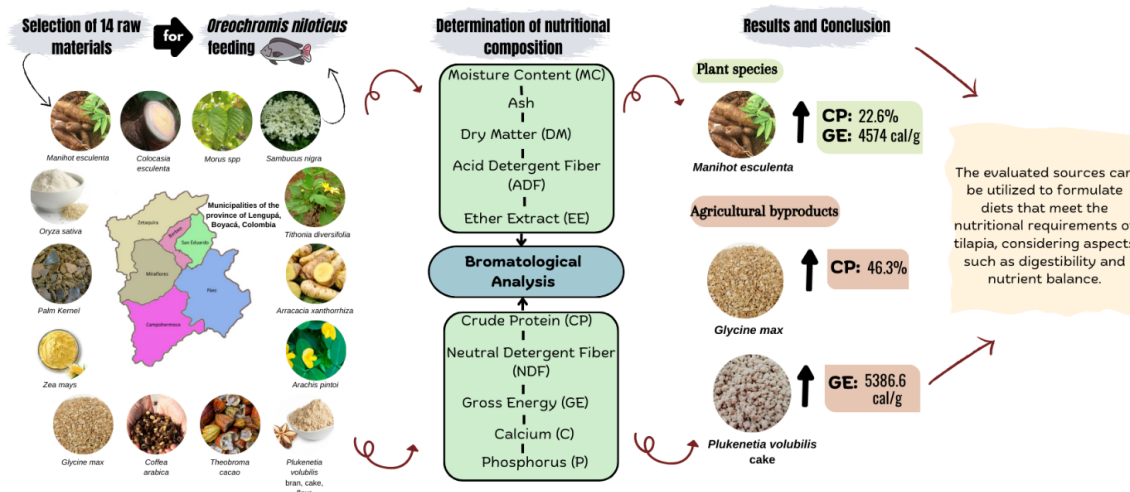 Selection of 14 raw
materials
for
Oreochromis niloticus
feeding
Manihot esculenta
Colocasia
esculenta
Morus spp
Sambucus nigra
Oryza sativa
Municipalities of the
province of Lengupá,
Boyacá, Colombia
Zetaquira
Berbeo
San Eduardo
Miraflores
Páez
Campohermoso
Tithonia diversifolia
Palm Kernel
Arracacia xanthorrhiza
Zea mays
Arachis pintoi
Glycine max
Coffea
arabica
Theobroma
cacao
Plukenetia
volubilis
bran, cake,
Determination of nutritional
composition
Moisture Content (MC)
Ash
Dry Matter (DM)
Acid Detergent Fiber
(ADF)
Ether Extract (EE)
Bromatological
Analysis
Crude Protein (CP)
Neutral Detergent Fiber
(NDF)
Gross Energy (GE)
Calcium (C)
Phosphorus (P)
Results and Conclusion
Plant species
Manihot esculenta
CP: 22.6%
GE: 4574 cal/g
Agricultural byproducts
Glycine max
CP: 46.3%
Plukenetia volubilis
cake
GE: 5386.6
cal/g
The evaluated sources can
be utilized to formulate
diets that meet the
nutritional requirements of
tilapia, considering aspects
such as digestibility and
nutrient balance.